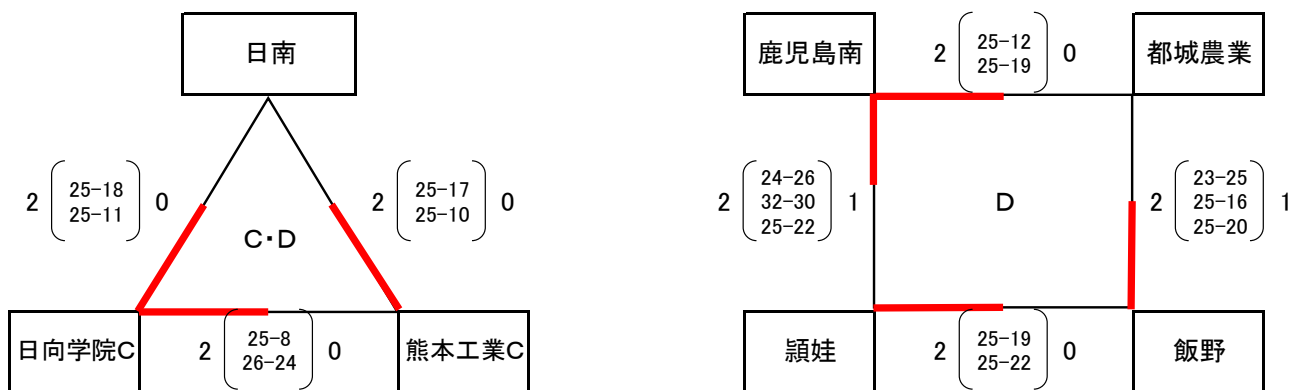 日南
2 25-18 0
25-11
2 25-17 0
25-10
C・D
日向学院C
2 25-8 0
26-24
熊本工業C
鹿児島南
2 25-12 0
25-19
都城農業
24-26
2 32-30 1
25-22
D
23-25
2 25-16 1
25-20
頴娃
2 25-19 0
25-22
飯野